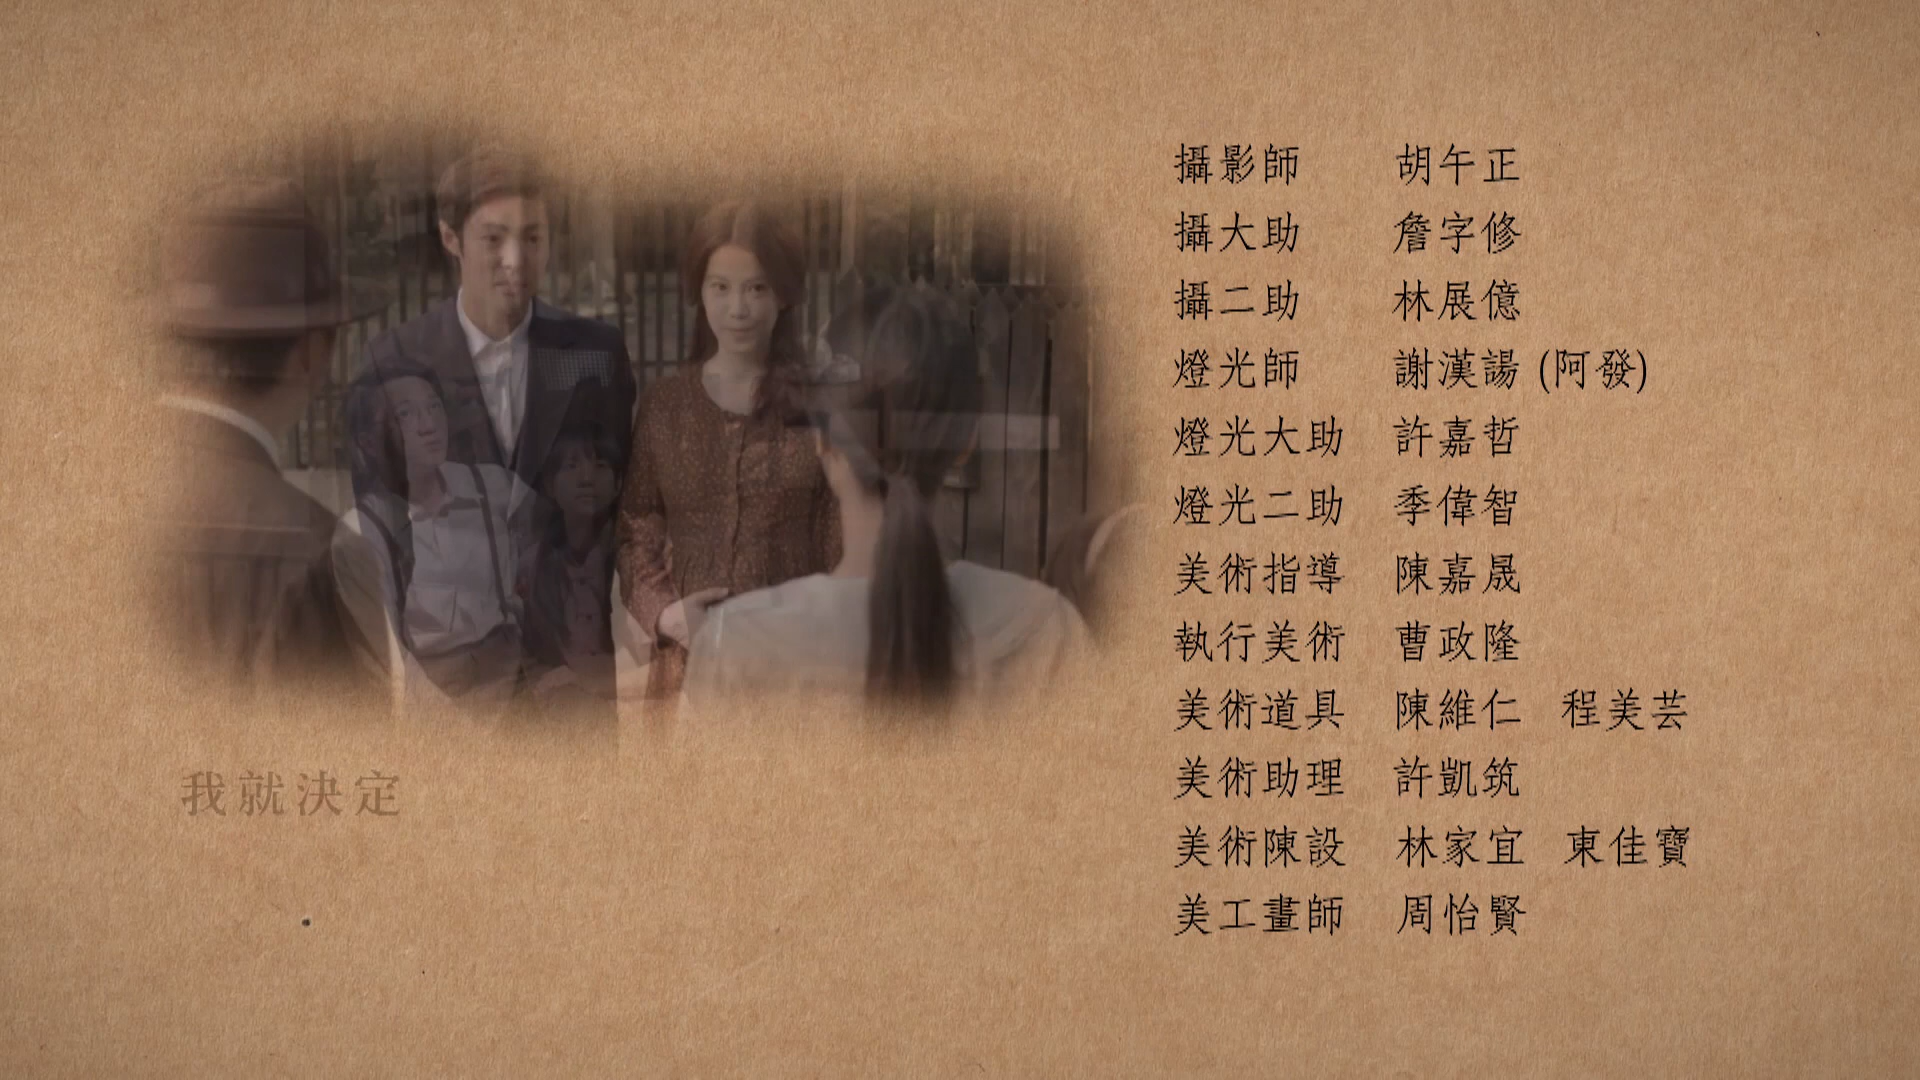 攝影師 胡午正
攝大助 詹字修
攝二助 林展億
燈光師 謝漢諹 (阿發)
燈光大助 許嘉哲
燈光二助 季偉智
美術指導 陳嘉晟
執行美術 曹政隆
美術道具 陳維仁 程美芸
美術助理 許凱筑
美術陳設 林家宜 東佳寶
美工畫師 周怡賢
我就決定